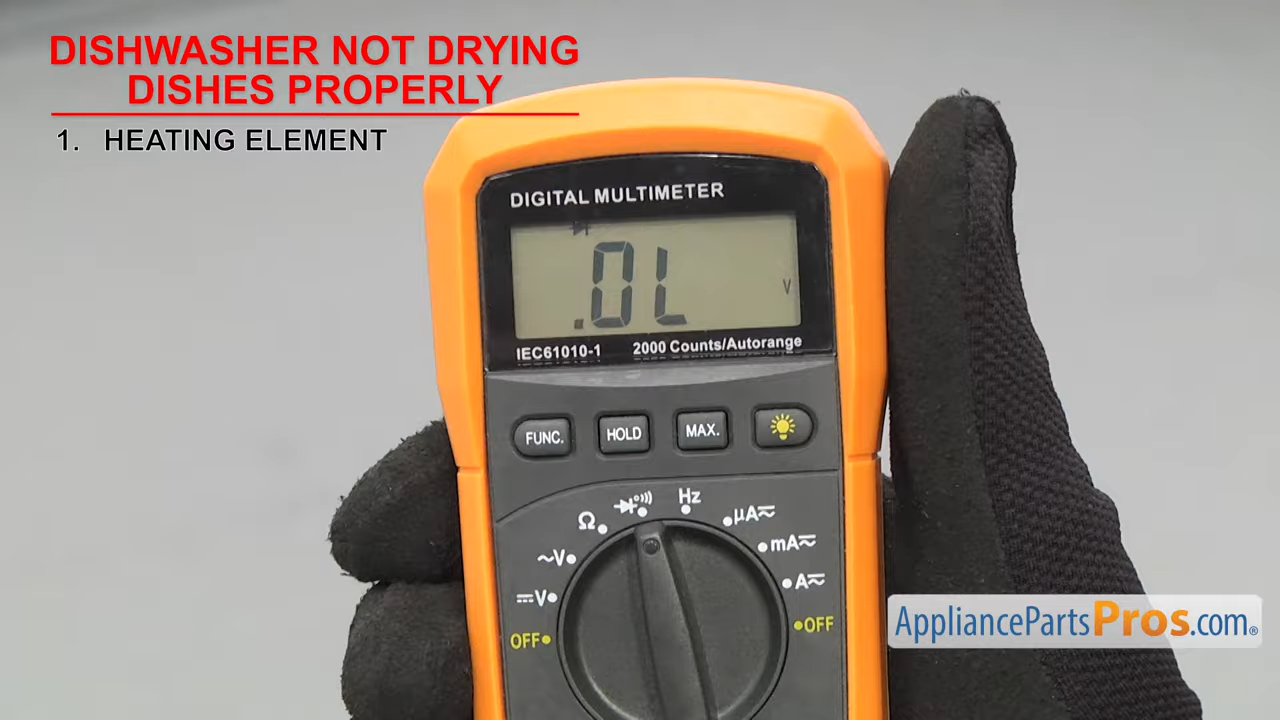 DISHWASHER NOT DRYING
DISHES PROPERLY
1. HEATING ELEMENT
DIGITAL MULTIMETER
.0L
V
IEC61010-1 2000 Counts/Autorange
FUNC. HOLD MAX.
Hz
Ω
µA
mA
~V
A
V
OFF
OFF
AppliancePartsPros.com®